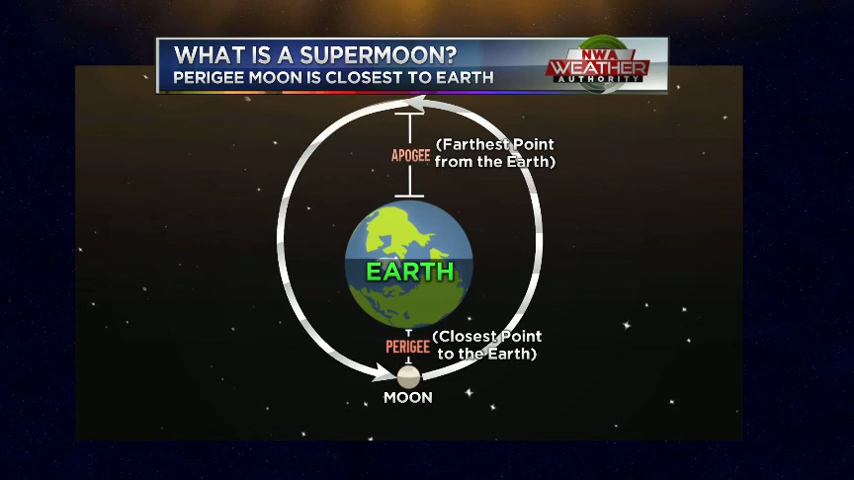 WHAT IS A SUPERMOON?
PERIGEE MOON IS CLOSEST TO EARTH
NWA
WEATHER
AUTHORITY
APOGEE
(Farthest Point
from the Earth)
EARTH
PERIGEE
(Closest Point
to the Earth)
MOON